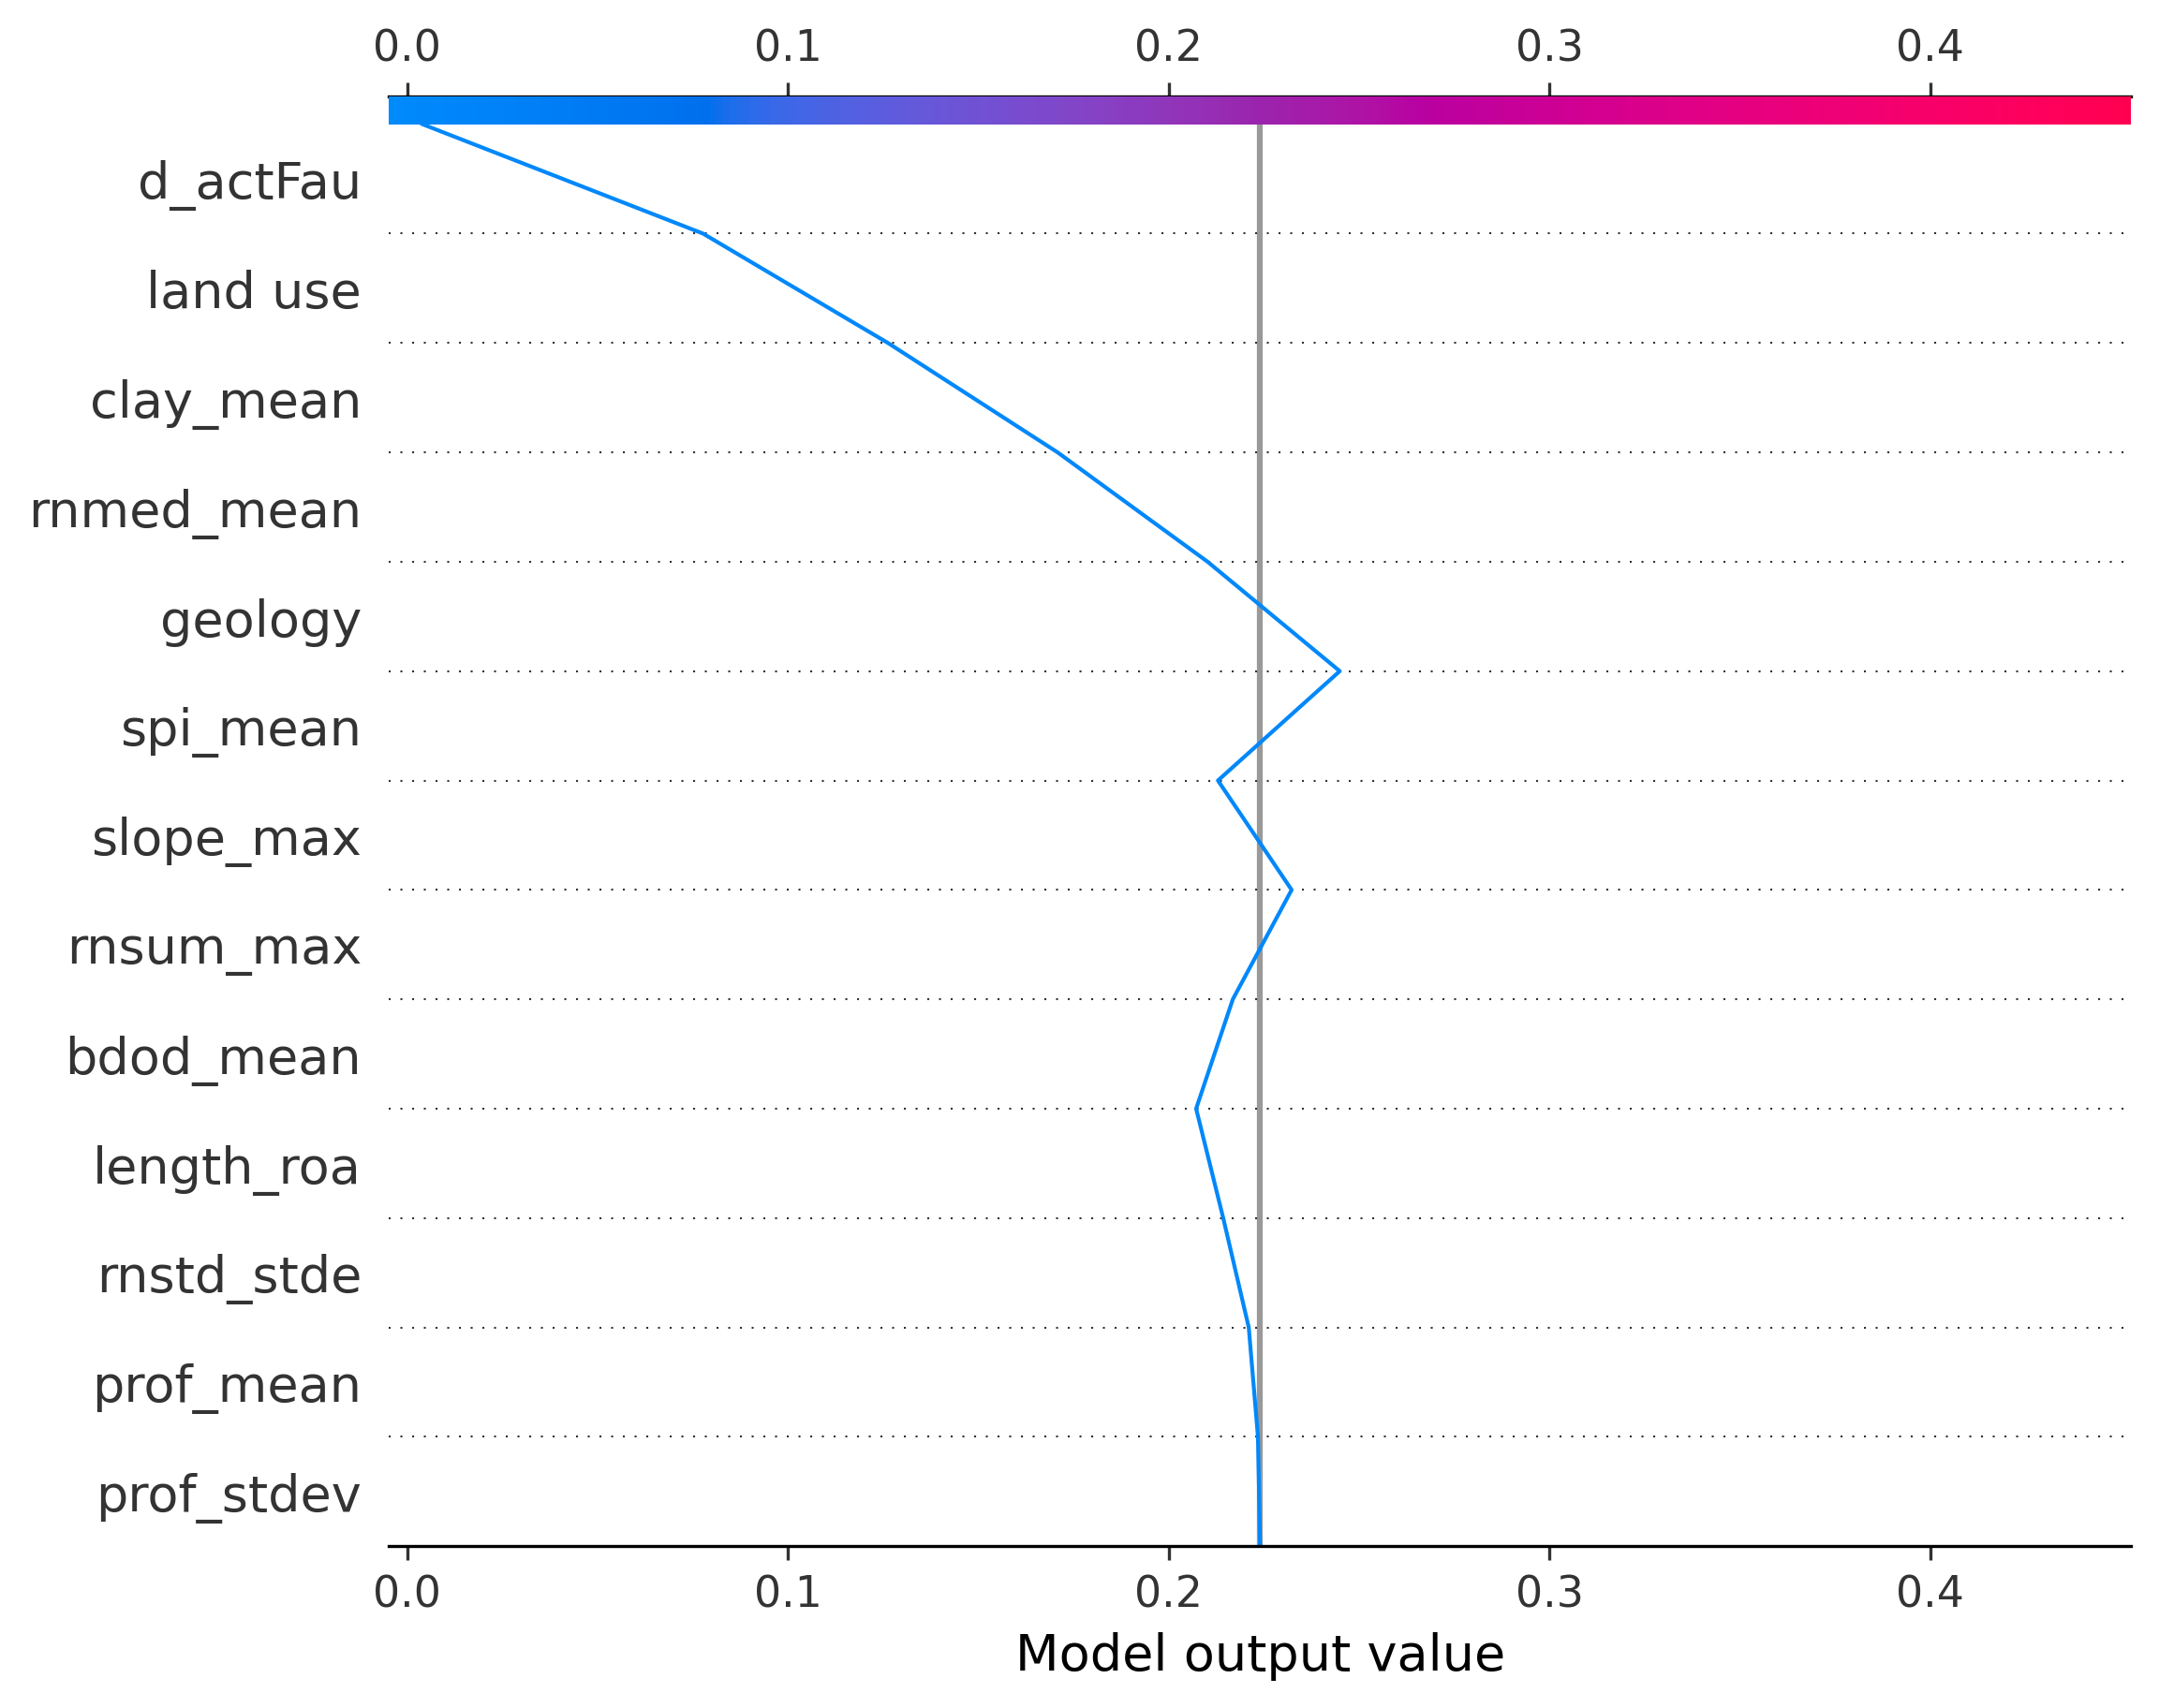 0.0 0.1 0.2 0.3 0.4
d_actFau
land use
clay_mean
rnmed_mean
geology
spi_mean
slope_max
rnsum_max
bdod_mean
length_roa
rnstd_stde
prof_mean
prof_stdev
0.0 0.1 0.2 0.3 0.4
Model output value